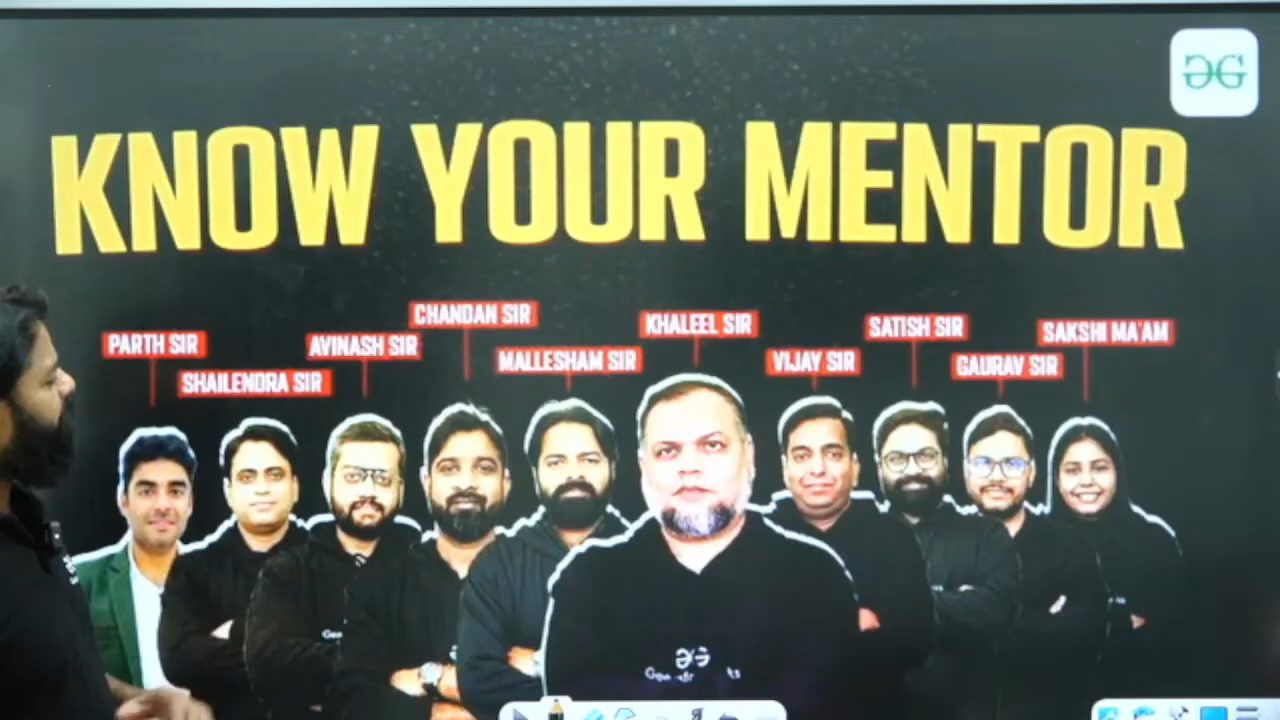 KNOW YOUR MENTOR
CHANDAN SIR
KHALEEL SIR
SATISH SIR
SAKSHI MA'AM
PARTH SIR
AVINASH SIR
MALLESHAM SIR
VIJAY SIR
GAURAV SIR
SHAILENDRA SIR